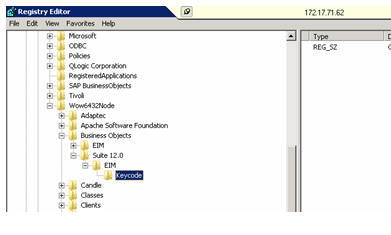 Registry Editor
172.17.71.62
File Edit View Favorites Help
Microsoft
ODBC
Policies
QLogic Corporation
RegisteredApplications
SAP BusinessObjects
Tivoli
Wow6432Node
Adaptec
Apache Software Foundation
Business Objects
EIM
Suite 12.0
EIM
Keycode
Candle
Classes
Clients
Type
REG_SZ